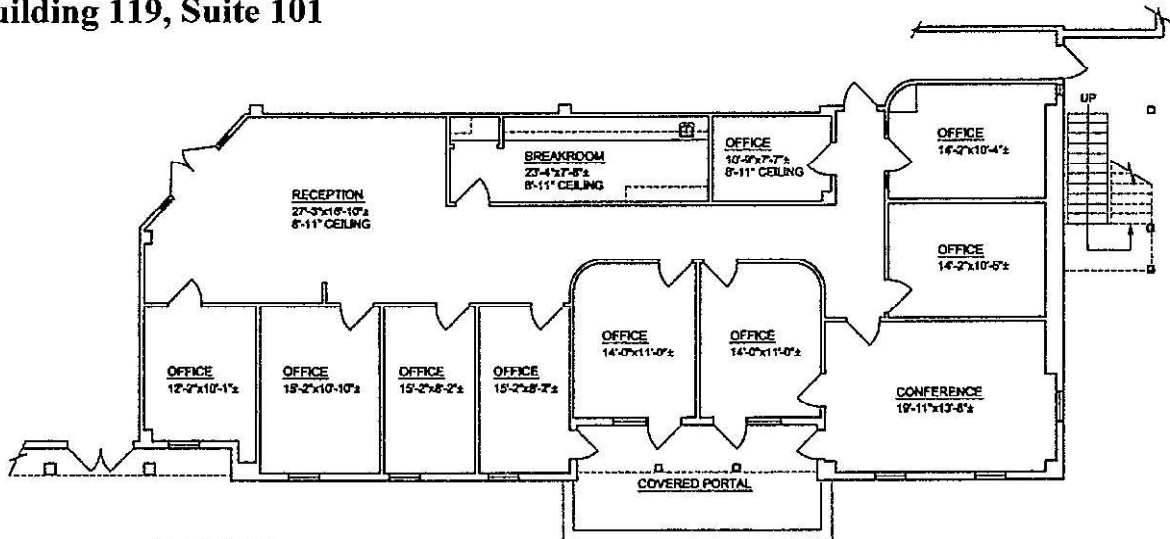 uilding 119, Suite 101
UP
OFFICE
14'-2"x10'-4"±
BREAKROOM
23'-4"x7'-8"±
8'-11" CEILING
OFFICE
10'-9"x7'-7"±
8'-11" CEILING
RECEPTION
27'-3"x16'-10"±
8'-11" CEILING
OFFICE
14'-2"x10'-5"±
OFFICE
14'-0"x11'-0"±
OFFICE
14'-0"x11'-0"±
OFFICE
12'-2"x10'-1"±
OFFICE
15'-2"x10'-10"±
OFFICE
15'-2"x8'-2"±
OFFICE
15'-2"x8'-2"±
CONFERENCE
19'-11"x13'-8"±
COVERED PORTAL